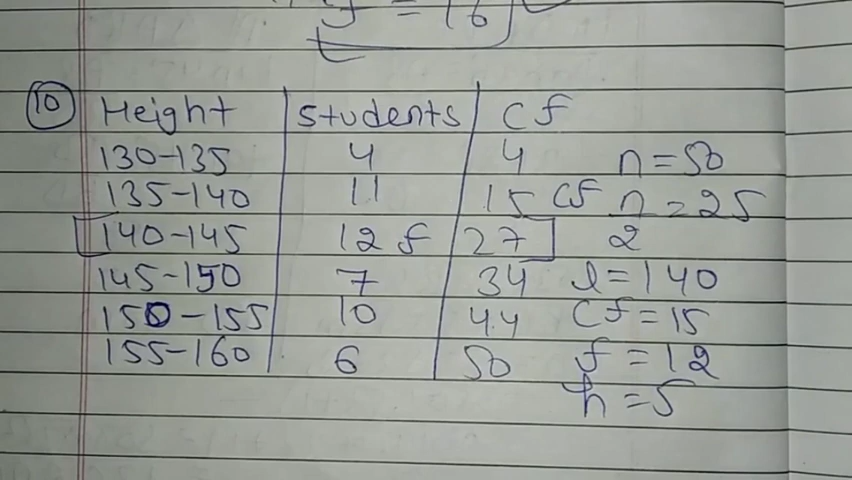 f = 16
10 Height Students cf
130-135 4 4 n=50
135-140 11 15 cf n = 25
140-145 12 f 27 2
145-150 7 34 l=140
150-155 10 44 cf=15
155-160 6 50 f=12
h=5